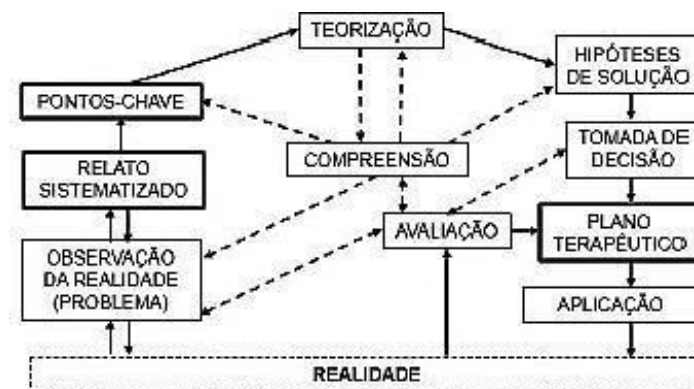 TEORIZAÇÃO
HIPÓTESES
DE SOLUÇÃO
PONTOS-CHAVE
TOMADA DE
DECISÃO
COMPREENSÃO
RELATO
SISTEMATIZADO
AVALIAÇÃO
PLANO
TERAPÊUTICO
OBSERVAÇÃO
DA REALIDADE
(PROBLEMA)
APLICAÇÃO
REALIDADE